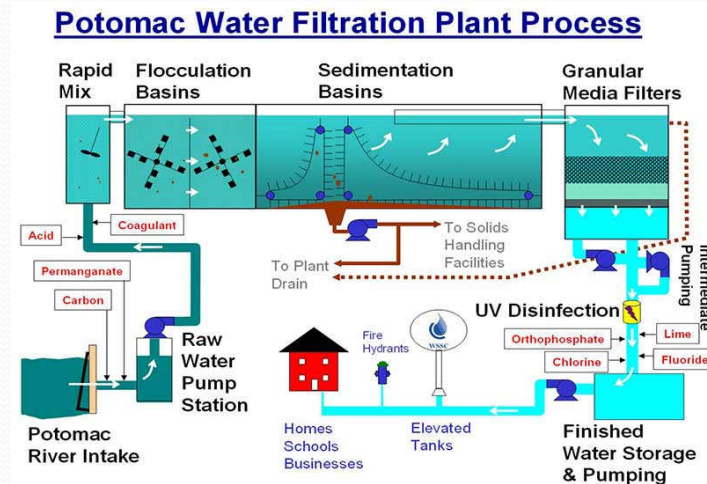 Potomac Water Filtration Plant Process
Rapid
Mix
Flocculation
Basins
Sedimentation
Basins
Granular
Media Filters
Acid
Coagulant
Permanganate
Carbon
Raw
Water
Pump
Station
Potomac
River Intake
To Solids
Handling
Facilities
To Plant
Drain
Intermediate
Pumping
UV Disinfection
Orthophosphate
Lime
Chlorine
Fluoride
Fire
Hydrants
WSSC
Homes
Schools
Businesses
Elevated
Tanks
Finished
Water Storage
& Pumping